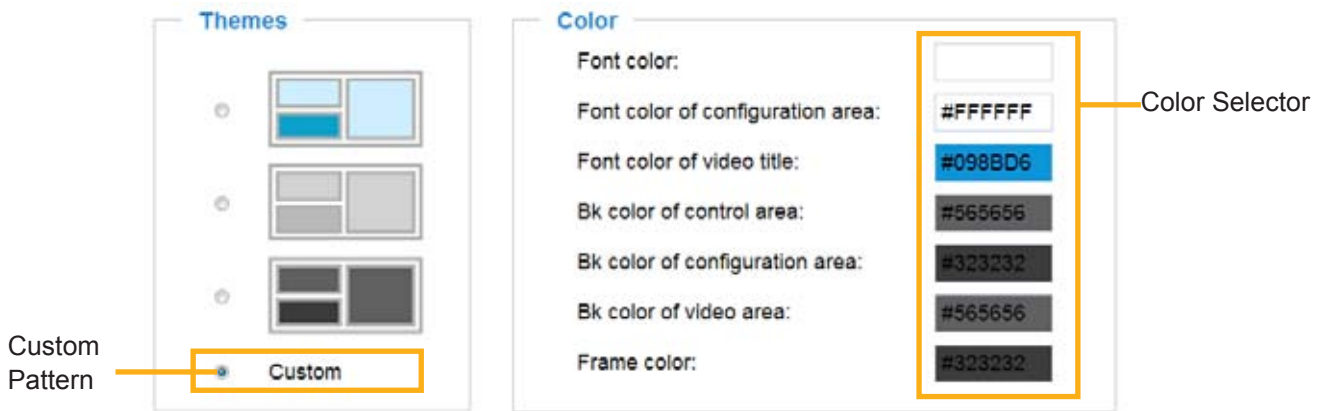 Themes
Custom
Pattern
Custom
Color
Font color:
Font color of configuration area: #FFFFFF
Font color of video title: #098BD6
Bk color of control area: #565656
Bk color of configuration area: #323232
Bk color of video area: #565656
Frame color: #323232
Color Selector